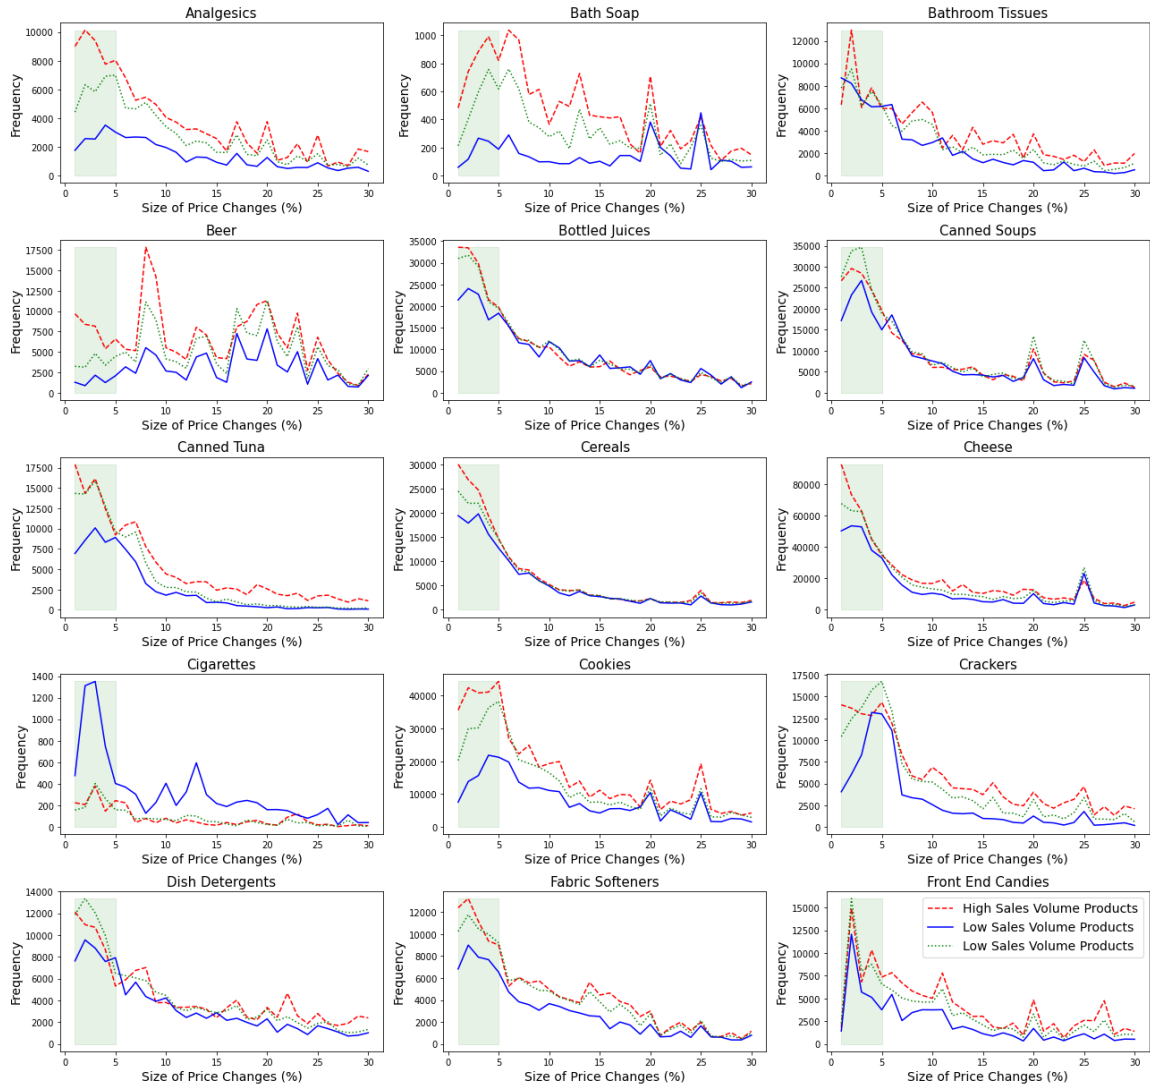 Analgesics
Frequency
10000
8000
6000
4000
2000
0
0 5 10 15 20 25 30
Size of Price Changes (%)
Bath Soap
Frequency
1000
800
600
400
200
0
0 5 10 15 20 25 30
Size of Price Changes (%)
Bathroom Tissues
Frequency
12000
10000
8000
6000
4000
2000
0
0 5 10 15 20 25 30
Size of Price Changes (%)
Beer
Frequency
17500
15000
12500
10000
7500
5000
2500
0
0 5 10 15 20 25 30
Size of Price Changes (%)
Bottled Juices
Frequency
35000
30000
25000
20000
15000
10000
5000
0
0 5 10 15 20 25 30
Size of Price Changes (%)
Canned Soups
Frequency
35000
30000
25000
20000
15000
10000
5000
0
0 5 10 15 20 25 30
Size of Price Changes (%)
Canned Tuna
Frequency
17500
15000
12500
10000
7500
5000
2500
0
0 5 10 15 20 25 30
Size of Price Changes (%)
Cereals
Frequency
30000
25000
20000
15000
10000
5000
0
0 5 10 15 20 25 30
Size of Price Changes (%)
Cheese
Frequency
80000
60000
40000
20000
0
0 5 10 15 20 25 30
Size of Price Changes (%)
Cigarettes
Frequency
1400
1200
1000
800
600
400
200
0
0 5 10 15 20 25 30
Size of Price Changes (%)
Cookies
Frequency
40000
30000
20000
10000
0
0 5 10 15 20 25 30
Size of Price Changes (%)
Crackers
Frequency
17500
15000
12500
10000
7500
5000
2500
0
0 5 10 15 20 25 30
Size of Price Changes (%)
Dish Detergents
Frequency
14000
12000
10000
8000
6000
4000
2000
0
0 5 10 15 20 25 30
Size of Price Changes (%)
Fabric Softeners
Frequency
12000
10000
8000
6000
4000
2000
0
0 5 10 15 20 25 30
Size of Price Changes (%)
Front End Candies
Frequency
15000
12500
10000
7500
5000
2500
0
High Sales Volume Products
Low Sales Volume Products
Low Sales Volume Products
0 5 10 15 20 25 30
Size of Price Changes (%)